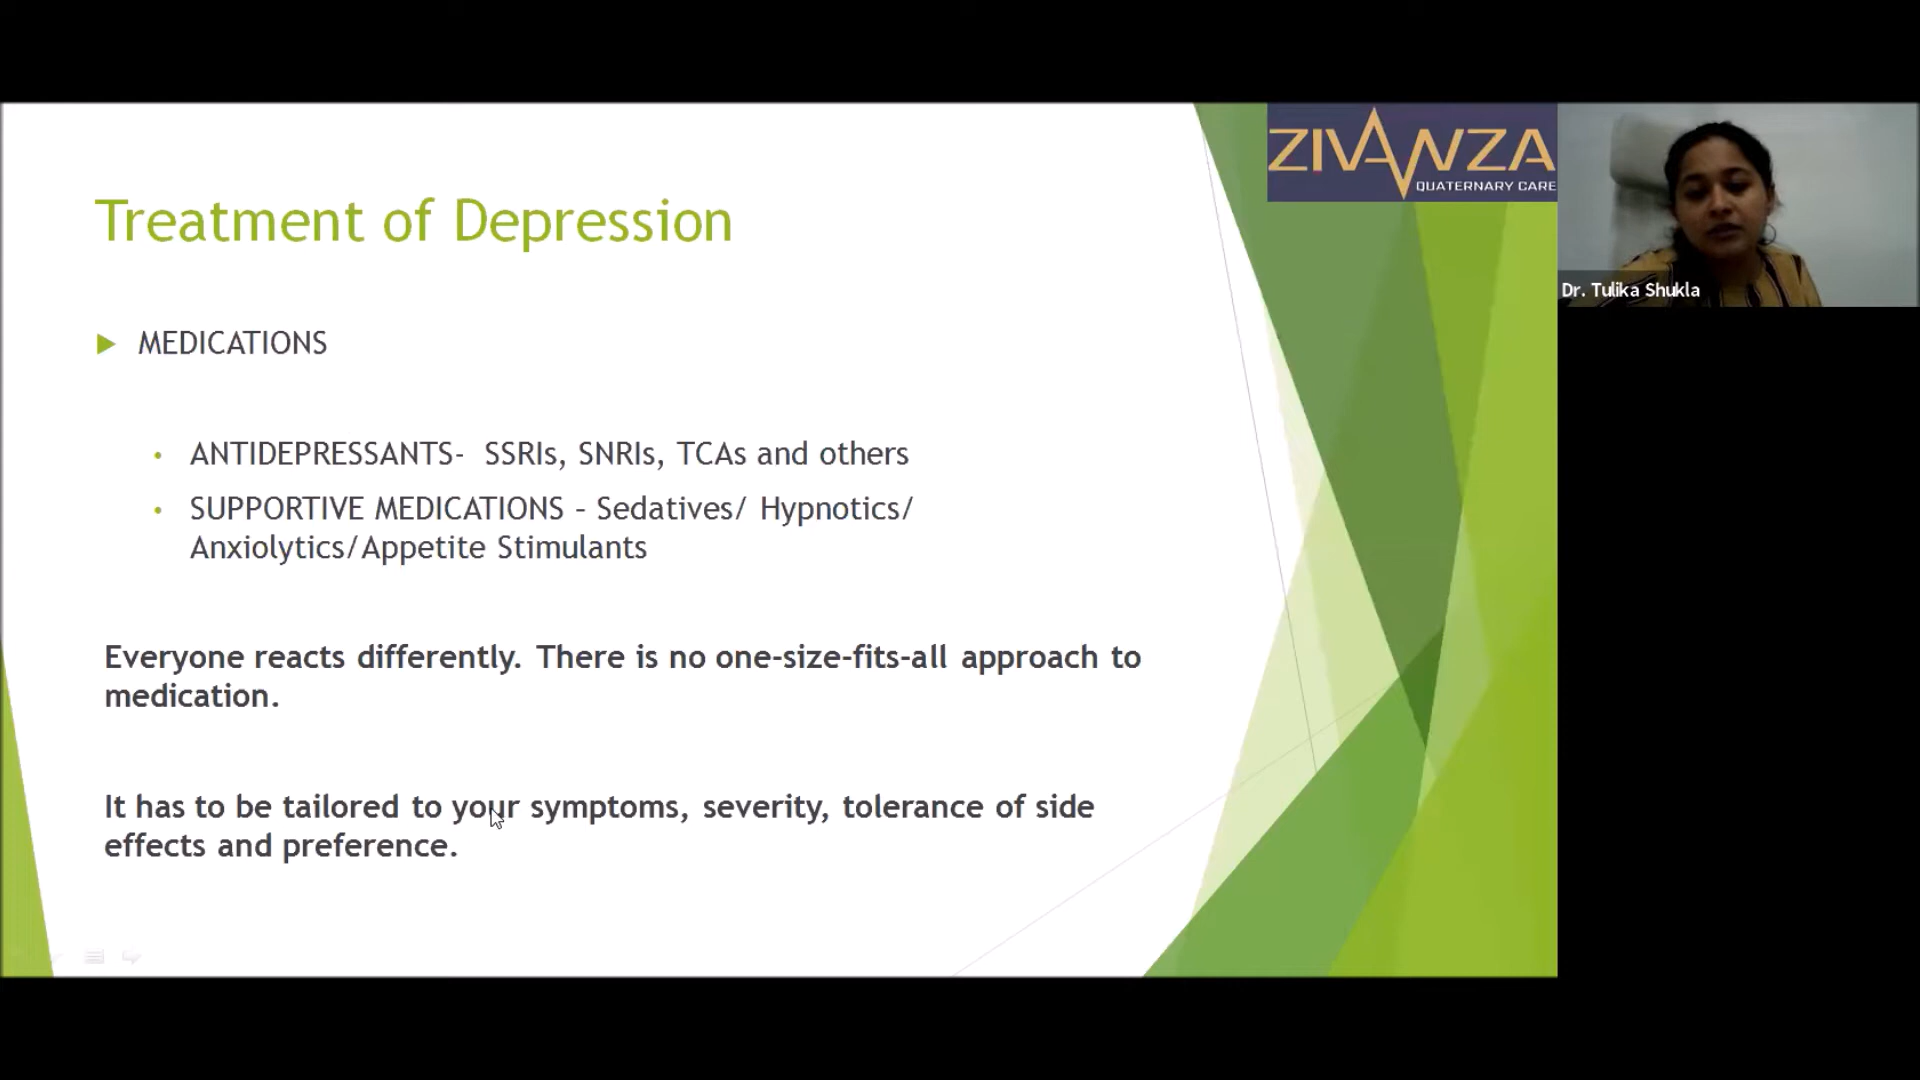 ZIVANZA
QUATERNARY CARE
Dr. Tulika Shukla
Treatment of Depression
MEDICATIONS
ANTIDEPRESSANTS- SSRIs, SNRIs, TCAs and others
SUPPORTIVE MEDICATIONS – Sedatives/ Hypnotics/
Anxiolytics/Appetite Stimulants
Everyone reacts differently. There is no one-size-fits-all approach to
medication.
It has to be tailored to your symptoms, severity, tolerance of side
effects and preference.